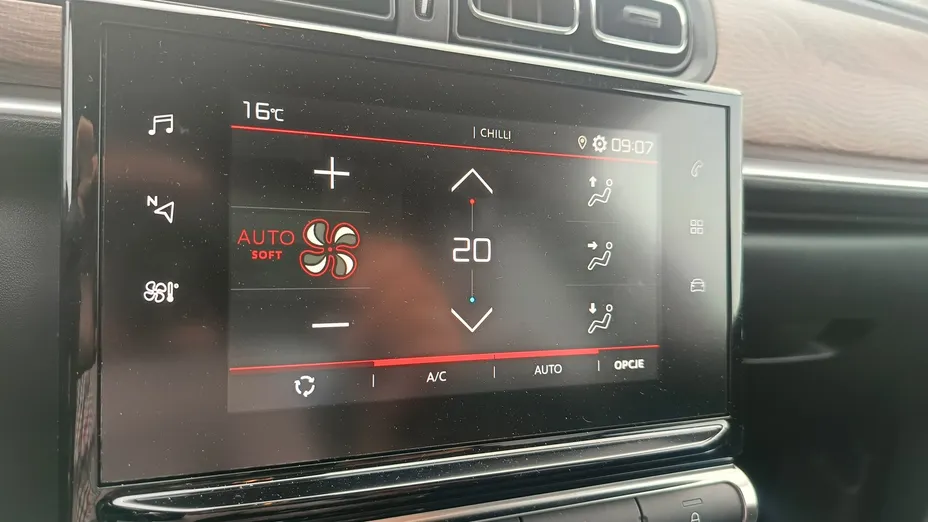 16°C
| CHILLI
09:07
N
AUTO
SOFT
20
A/C
AUTO
OPCJE